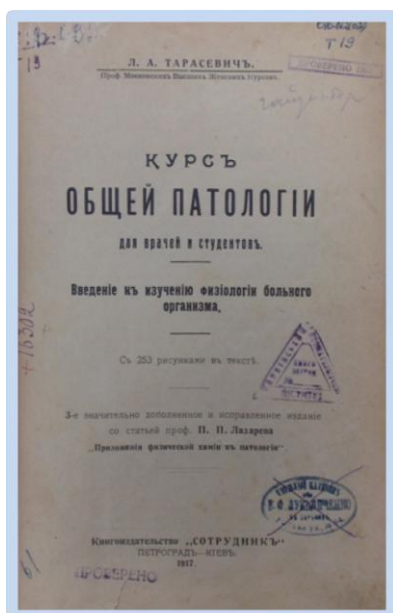 Т 19
Л. А. ТАРАСЕВИЧЪ.
Проф. Московскихъ Высшихъ Женскихъ Курсовъ.
ПРОВЕРЕНО
КУРСЪ
ОБЩЕЙ ПАТОЛОГІИ
для врачей и студентовъ.
Введеніе къ изученію физіологіи больного
организма.
Съ 253 рисунками въ текстѣ.
3-е значительно дополненное и исправленное изданіе
со статьей проф. П. П. Лазарева
„Приложенія физической химіи въ патологіи“.
Книгоиздательство „СОТРУДНИКЪ“
ПЕТРОГРАДЪ—КІЕВЪ.
1917.
ПРОВЕРЕНО